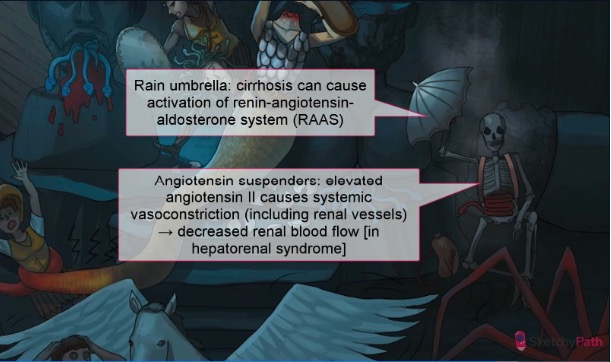 Rain umbrella: cirrhosis can cause
activation of renin-angiotensin-
aldosterone system (RAAS)
Angiotensin suspenders: elevated
angiotensin II causes systemic
vasoconstriction (including renal vessels)
→ decreased renal blood flow [in
hepatorenal syndrome]
SketchyPath